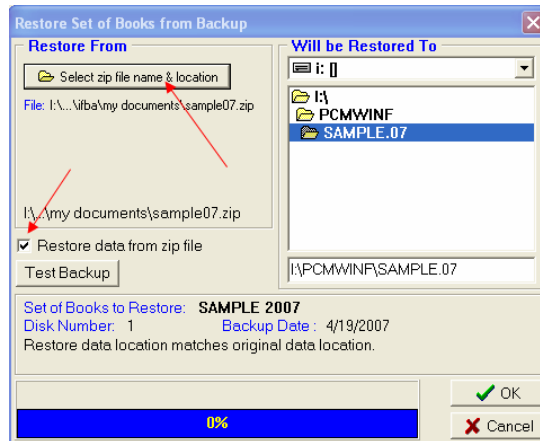 Restore Set of Books from Backup
Restore From
Select zip file name & location
File: I:\...\ifba\my documents\sample07.zip
I:\..\my documents\sample07.zip
Restore data from zip file
Test Backup
Will be Restored To
i: []
I:\
PCMWINF
SAMPLE.07
I:\PCMWINF\SAMPLE.07
Set of Books to Restore: SAMPLE 2007
Disk Number: 1 Backup Date : 4/19/2007
Restore data location matches original data location.
0%
OK
Cancel